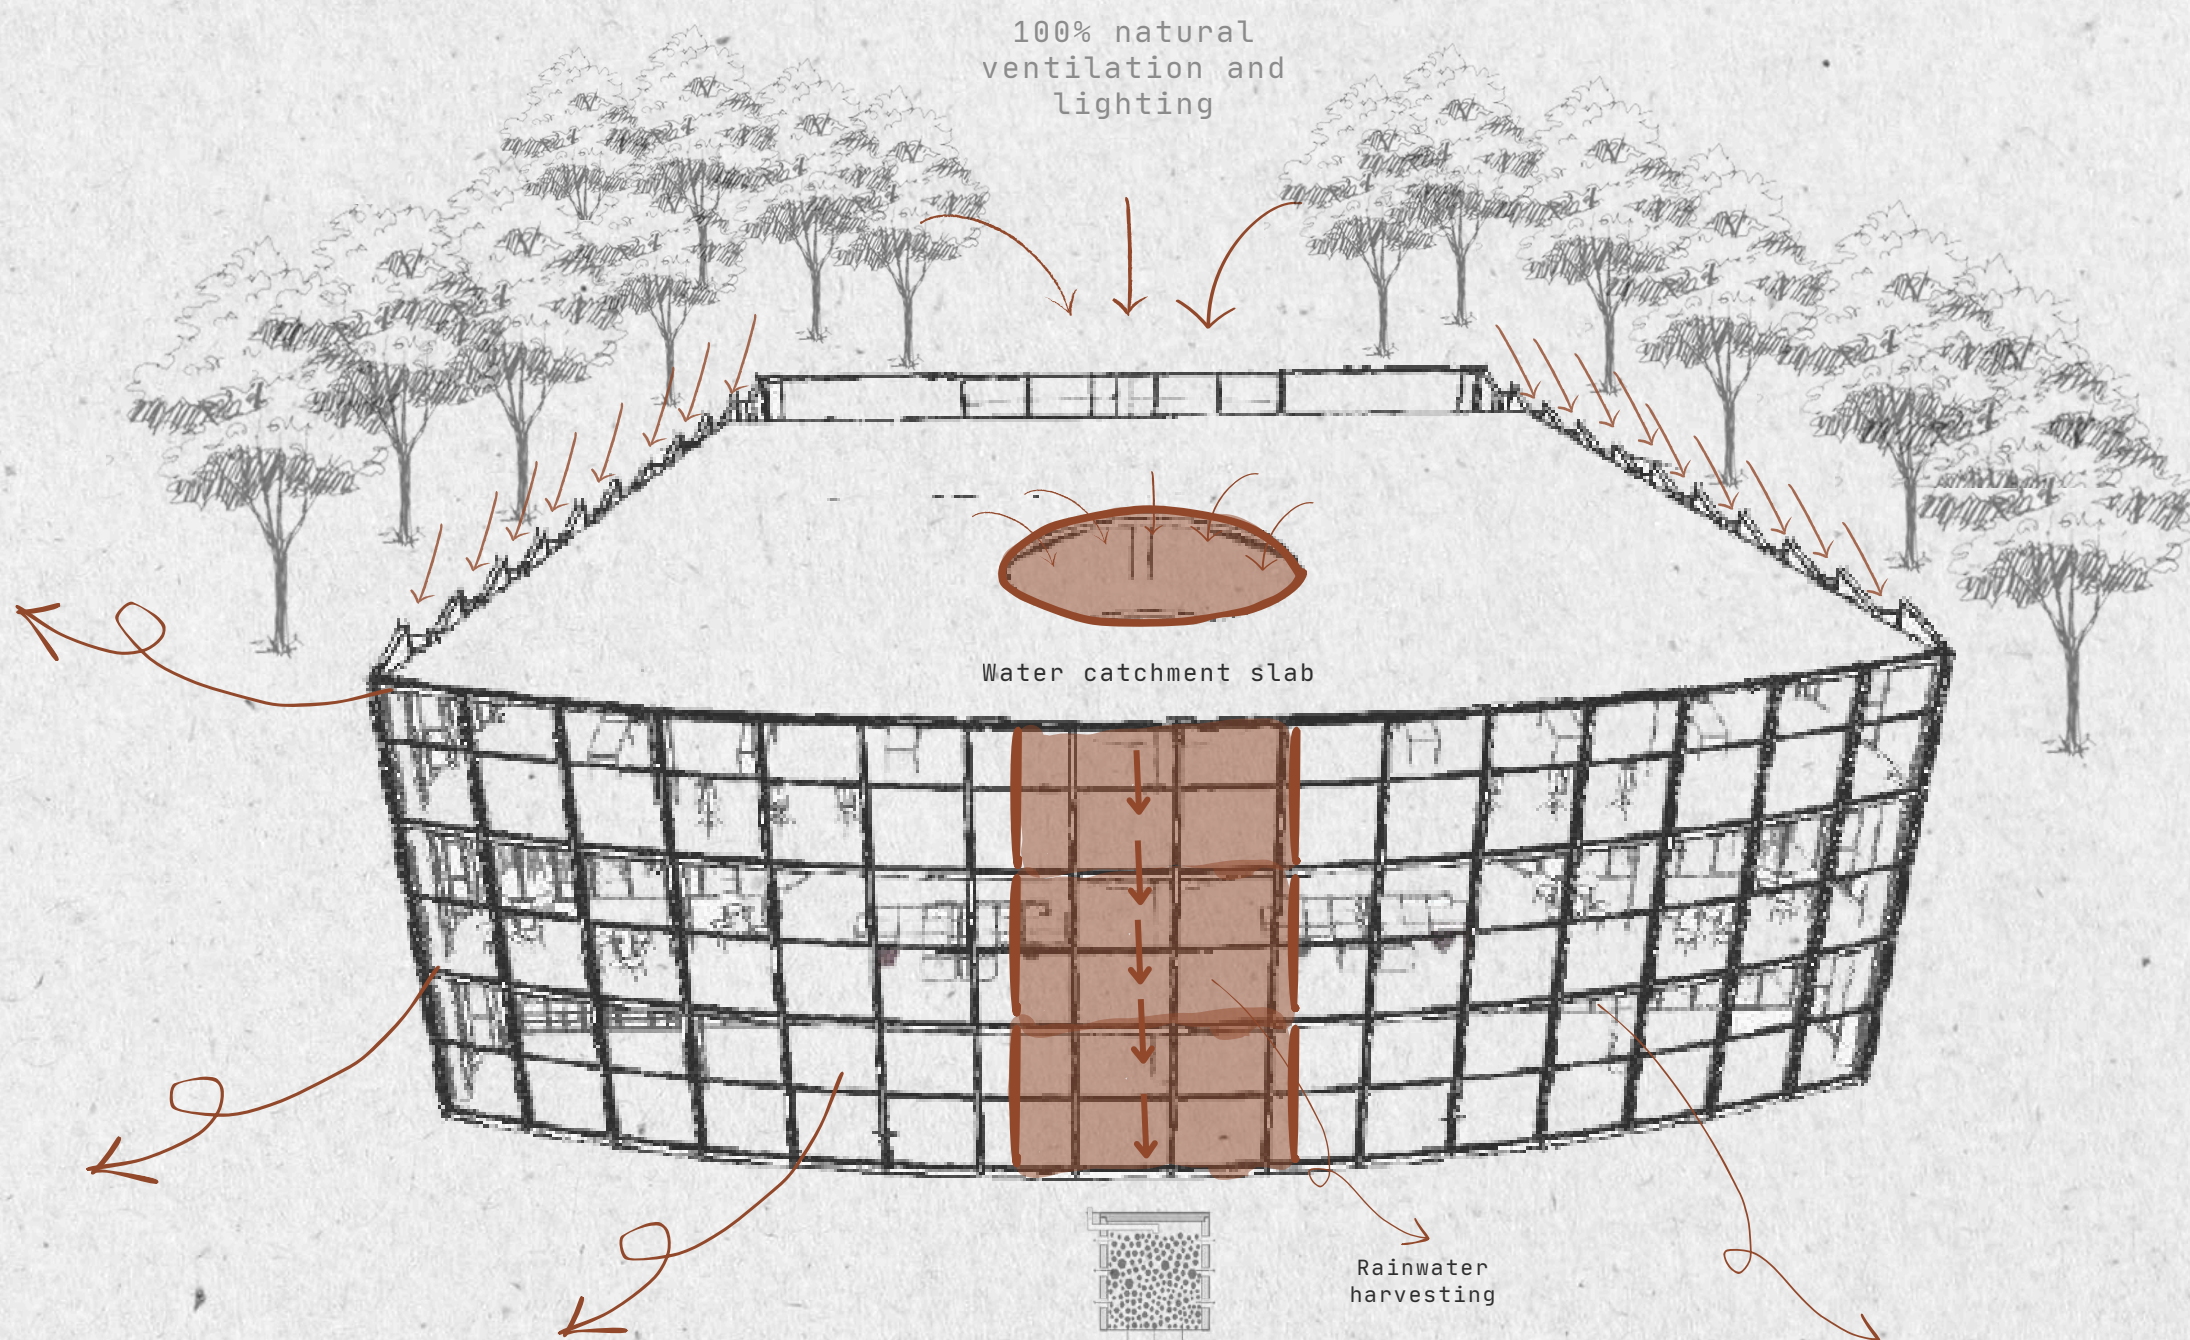 100% natural
ventilation and
lighting
Water catchment slab
Rainwater
harvesting